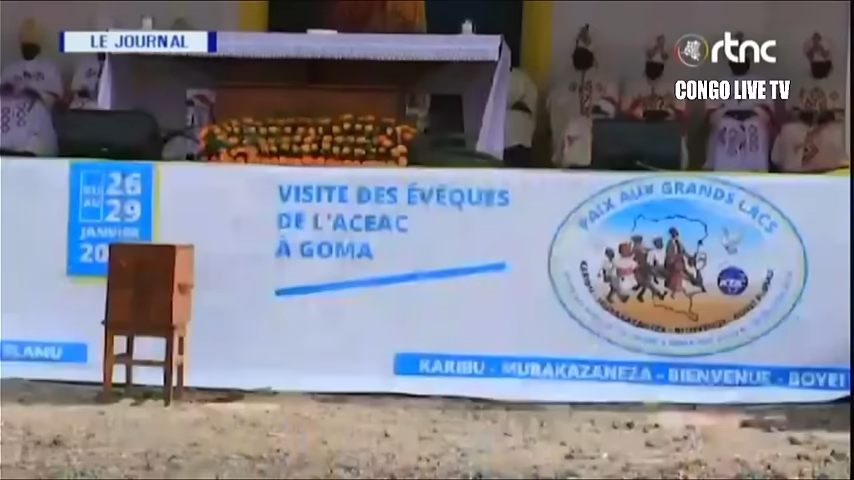 LE JOURNAL
rtnc
CONGO LIVE TV
DU 26
AU 29
JANVIER
20
VISITE DES ÉVÊQUES
DE L'ACEAC
À GOMA
PAIX AUX GRANDS LACS
KARIBU - MURAKAZANEZA - BIENVENUE - BOYEI